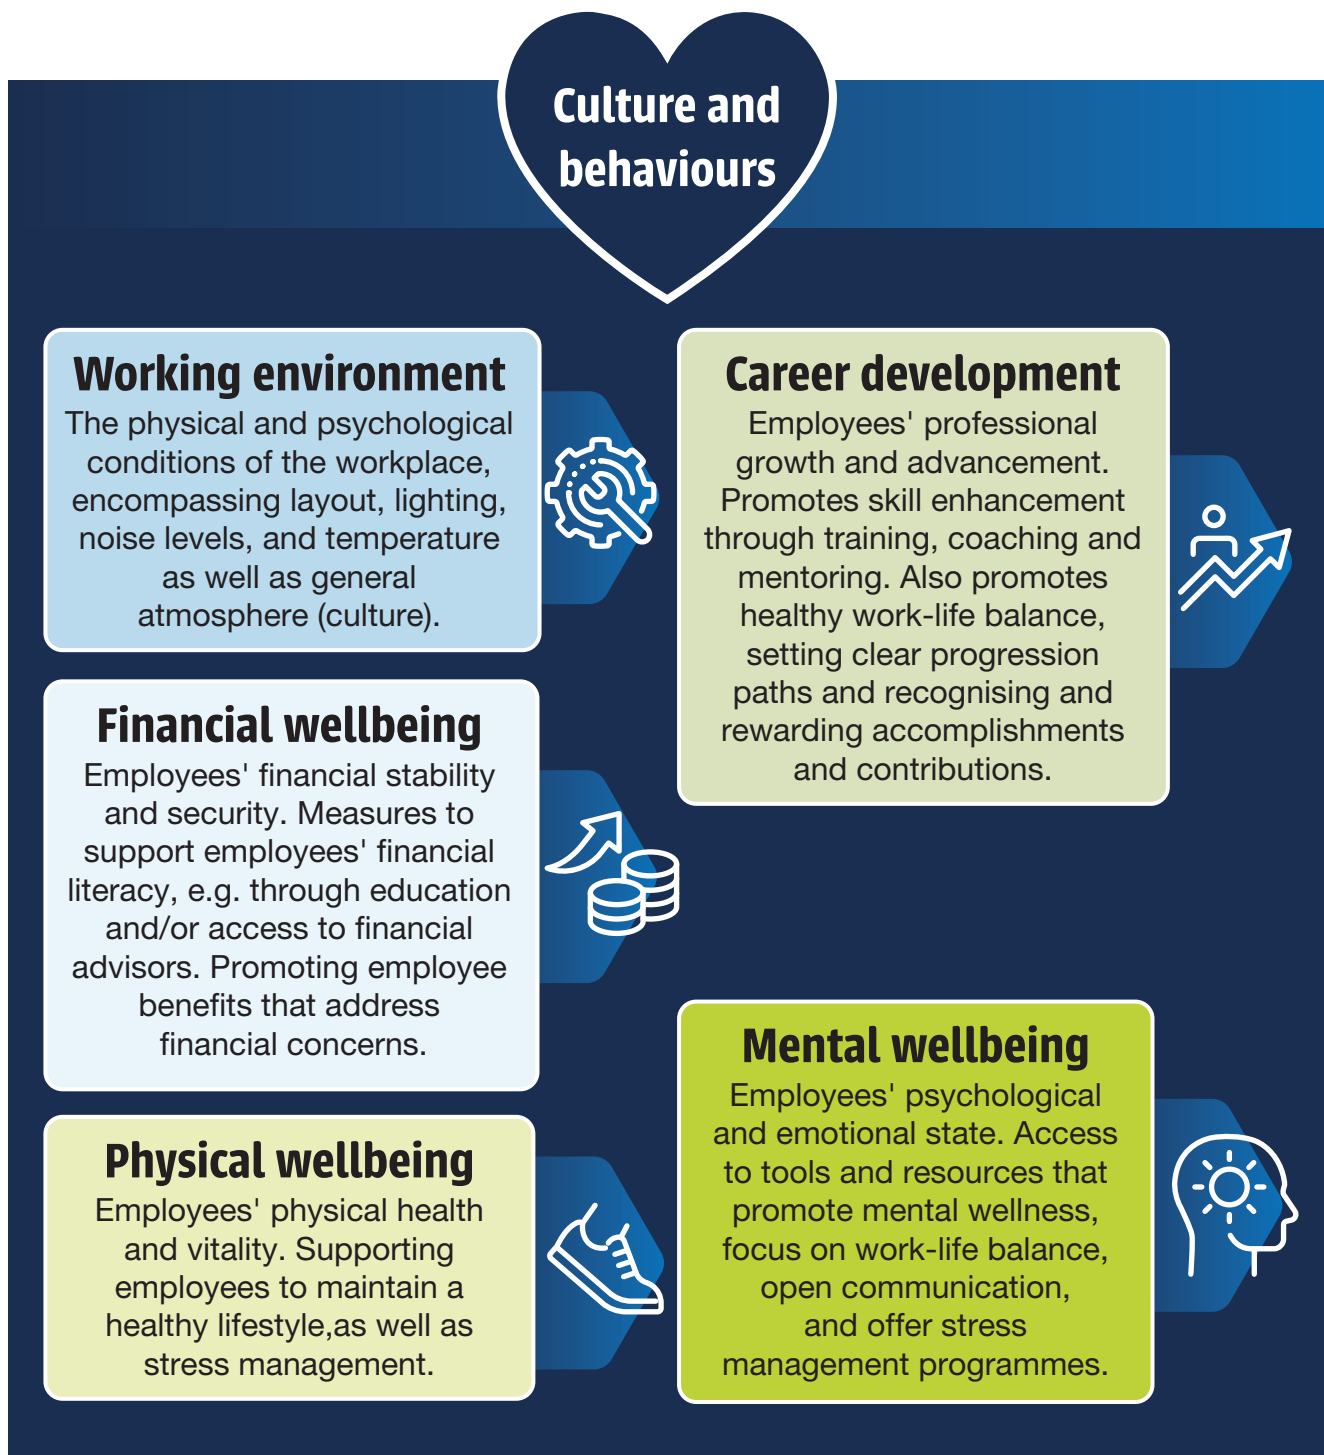 Culture and
behaviours
Working environment
The physical and psychological
conditions of the workplace,
encompassing layout, lighting,
noise levels, and temperature
as well as general
atmosphere (culture).
Financial wellbeing
Employees' financial stability
and security. Measures to
support employees' financial
literacy, e.g. through education
and/or access to financial
advisors. Promoting employee
benefits that address
financial concerns.
Physical wellbeing
Employees' physical health
and vitality. Supporting
employees to maintain a
healthy lifestyle,as well as
stress management.
Career development
Employees' professional
growth and advancement.
Promotes skill enhancement
through training, coaching and
mentoring. Also promotes
healthy work-life balance,
setting clear progression
paths and recognising and
rewarding accomplishments
and contributions.
Mental wellbeing
Employees' psychological
and emotional state. Access
to tools and resources that
promote mental wellness,
focus on work-life balance,
open communication,
and offer stress
management programmes.